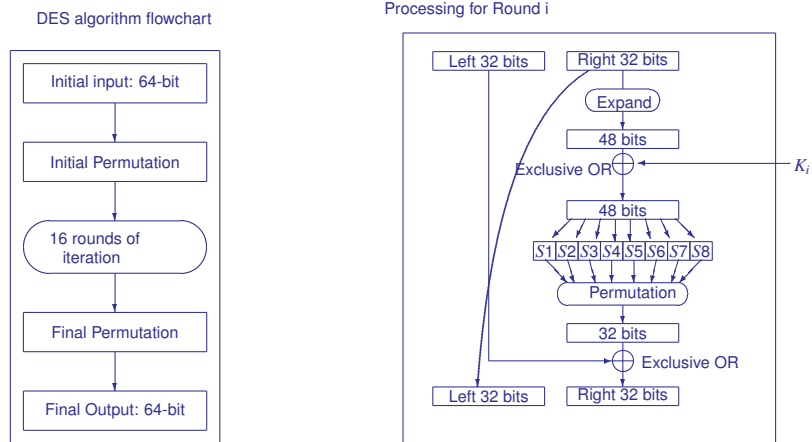 DES algorithm flowchart
Initial input: 64-bit
Initial Permutation
16 rounds of
iteration
Final Permutation
Final Output: 64-bit
Processing for Round i
Left 32 bits
Right 32 bits
Expand
48 bits
Exclusive OR
K_i
48 bits
S1 S2 S3 S4 S5 S6 S7 S8
Permutation
32 bits
Exclusive OR
Left 32 bits
Right 32 bits